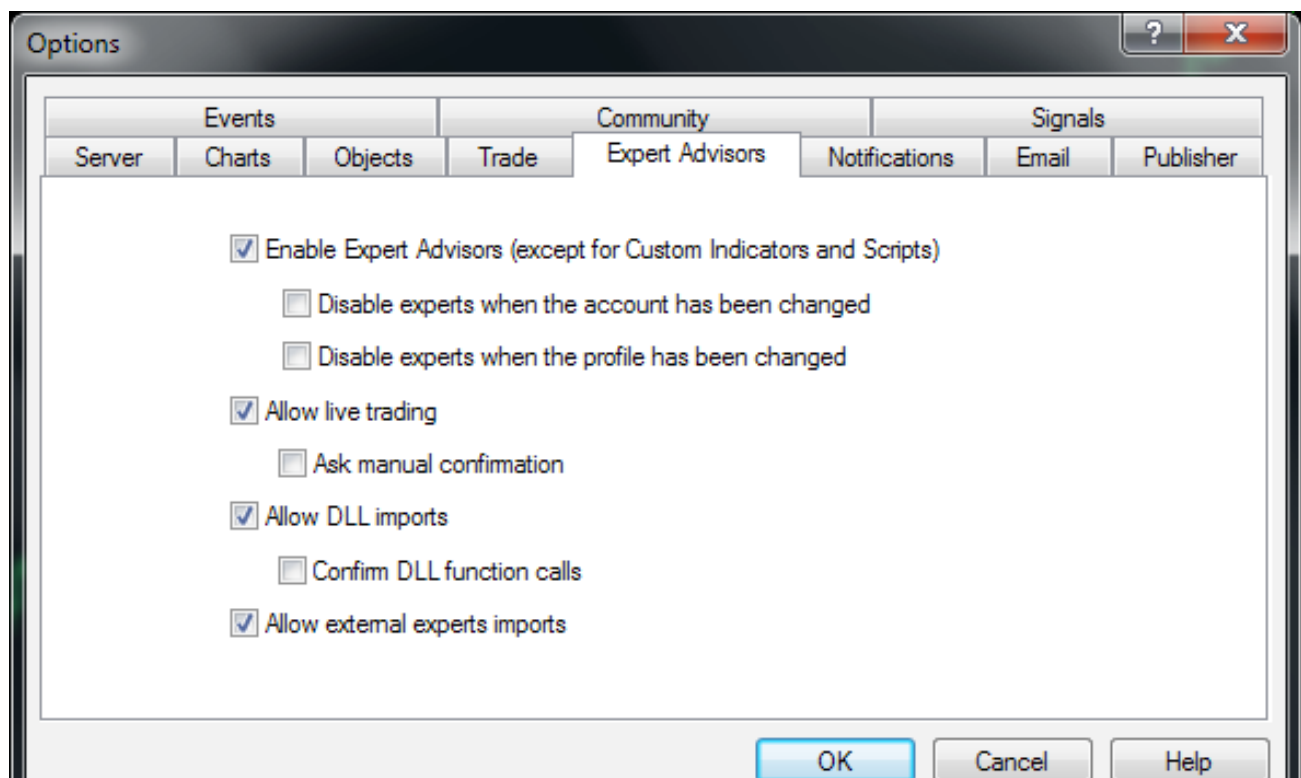 Options
?
X
Events Community Signals
Server Charts Objects Trade Expert Advisors Notifications Email Publisher
Enable Expert Advisors (except for Custom Indicators and Scripts)
Disable experts when the account has been changed
Disable experts when the profile has been changed
Allow live trading
Ask manual confirmation
Allow DLL imports
Confirm DLL function calls
Allow external experts imports
OK Cancel Help